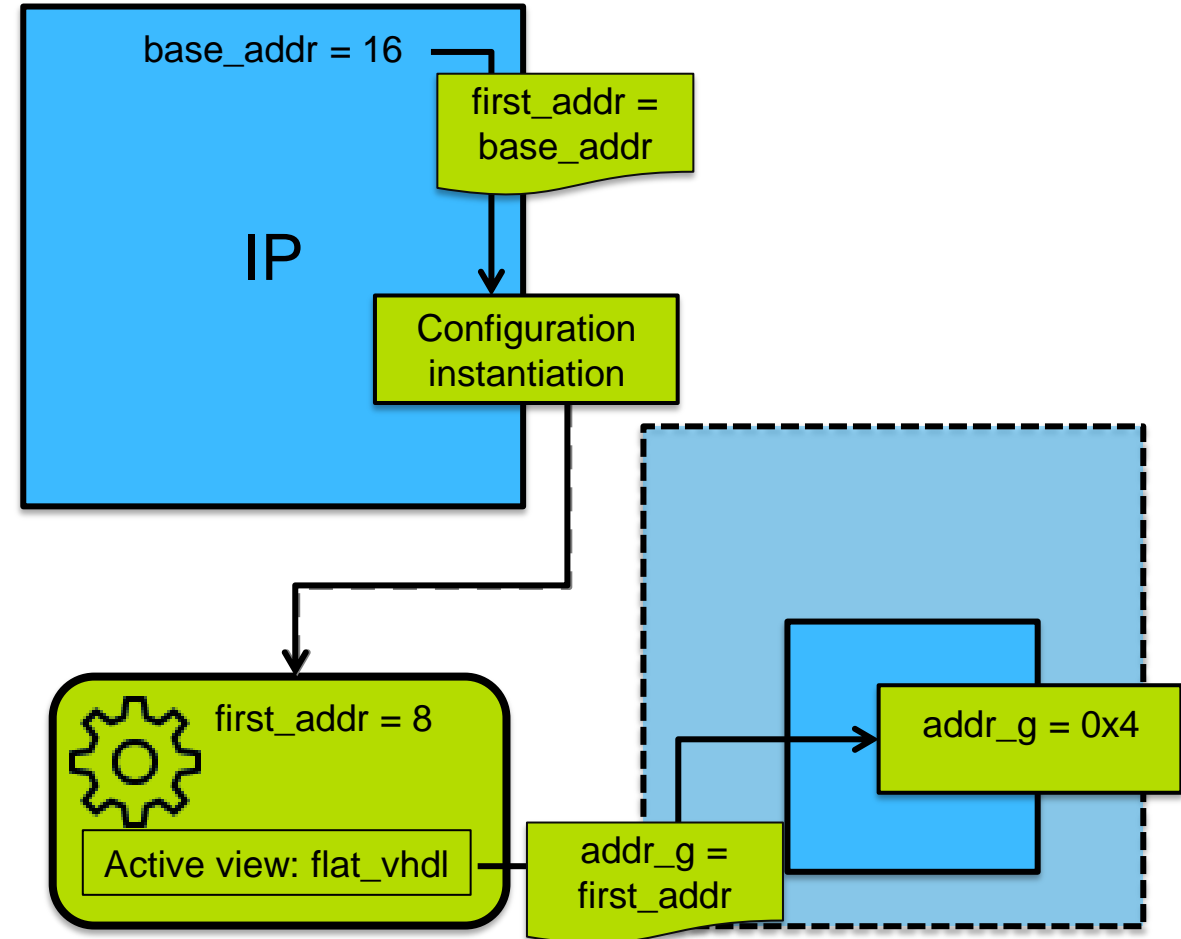 base_addr = 16
first_addr =
base_addr
IP
Configuration
instantiation
first_addr = 8
addr_g = 0x4
Active view: flat_vhdl
addr_g =
first_addr